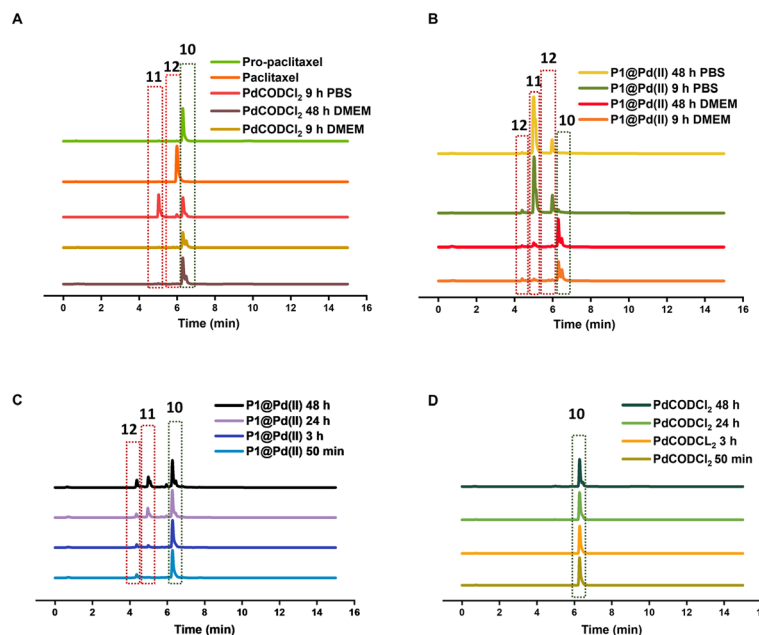 A
11
12
10
Pro-paclitaxel
Paclitaxel
PdCODCl₂ 9 h PBS
PdCODCl₂ 48 h DMEM
PdCODCl₂ 9 h DMEM
0 2 4 6 8 10 12 14 16
Time (min)
B
12
11
12
10
P1@Pd(II) 48 h PBS
P1@Pd(II) 9 h PBS
P1@Pd(II) 48 h DMEM
P1@Pd(II) 9 h DMEM
0 2 4 6 8 10 12 14 16
Time (min)
C
12
11
10
P1@Pd(II) 48 h
P1@Pd(II) 24 h
P1@Pd(II) 3 h
P1@Pd(II) 50 min
0 2 4 6 8 10 12 14 16
Time (min)
D
10
PdCODCl₂ 48 h
PdCODCl₂ 24 h
PdCODCL₂ 3 h
PdCODCl₂ 50 min
0 2 4 6 8 10 12 14 16
Time (min)